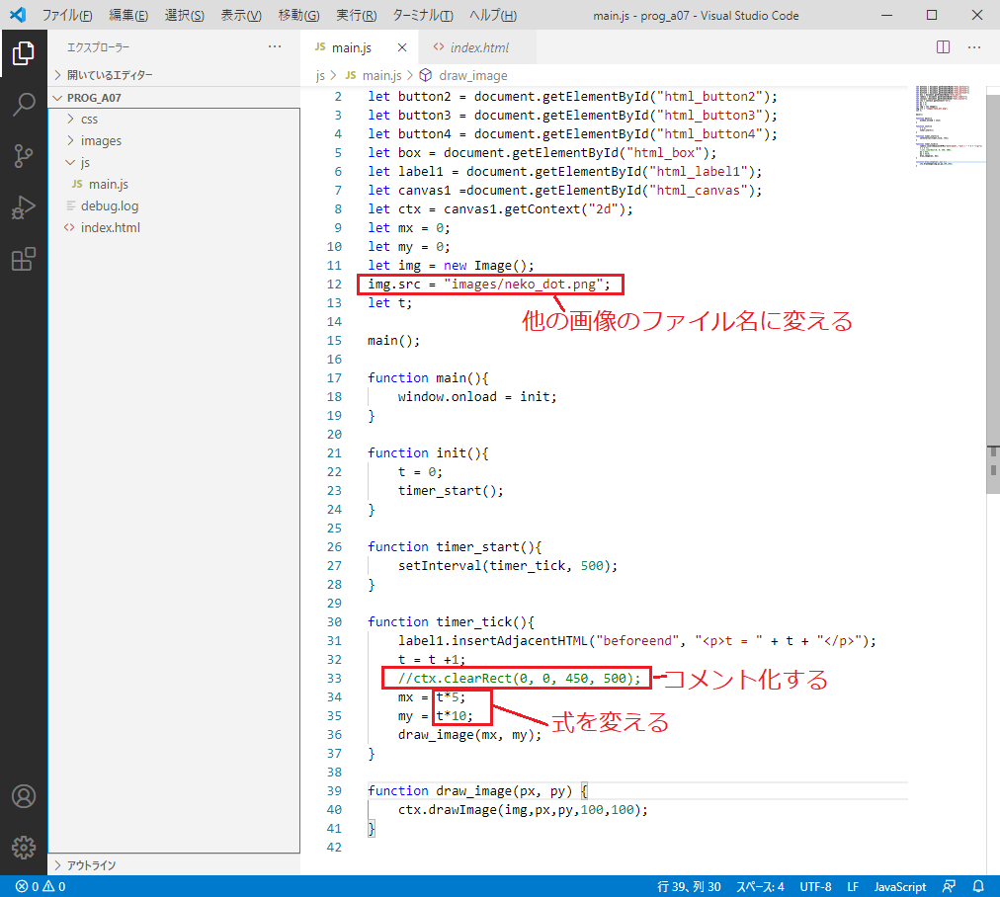 ファイル(F) 編集(E) 選択(S) 表示(V) 移動(G) 実行(R) ターミナル(T) ヘルプ(H) main.js - prog_a07 - Visual Studio Code
エクスプローラー ···
開いているエディター
PROG_A07
css
images
js
JS main.js
debug.log
<> index.html
アウトライン
JS main.js × <> index.html ···
js > JS main.js > draw_image
2 let button2 = document.getElementById("html_button2");
3 let button3 = document.getElementById("html_button3");
4 let button4 = document.getElementById("html_button4");
5 let box = document.getElementById("html_box");
6 let label1 = document.getElementById("html_label1");
7 let canvas1 =document.getElementById("html_canvas");
8 let ctx = canvas1.getContext("2d");
9 let mx = 0;
10 let my = 0;
11 let img = new Image();
12 img.src = "images/neko_dot.png";
13 let t;
他の画像のファイル名に変える
14
15 main();
16
17 function main(){
18 window.onload = init;
19 }
20
21 function init(){
22 t = 0;
23 timer_start();
24 }
25
26 function timer_start(){
27 setInterval(timer_tick, 500);
28 }
29
30 function timer_tick(){
31 label1.insertAdjacentHTML("beforeend", "<p>t = " + t + "</p>");
32 t = t +1;
33 //ctx.clearRect(0, 0, 450, 500);
コメント化する
34 mx = t*5;
35 my = t*10;
式を変える
36 draw_image(mx, my);
37 }
38
39 function draw_image(px, py) {
40 ctx.drawImage(img,px,py,100,100);
41 }
42
0 0 行 39、列 30 スペース: 4 UTF-8 LF JavaScript